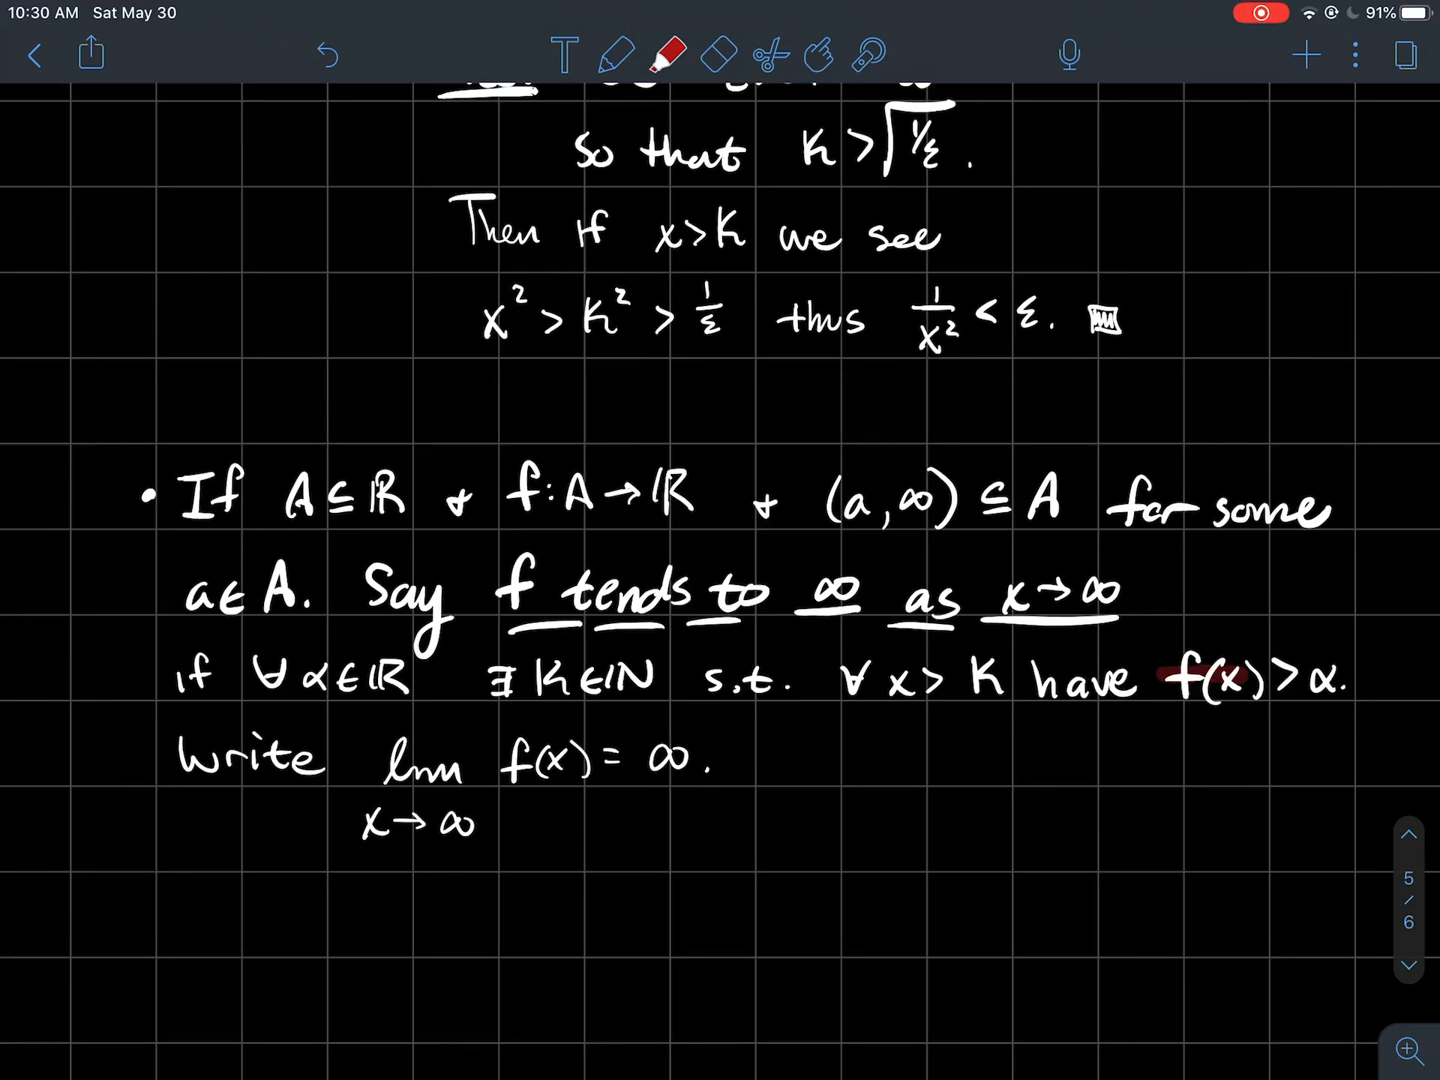 10:30 AM Sat May 30
91%
so that K > √1/ε .
Then if x>K we see
x² > K² > 1/ε thus 1/x² < ε.
• If A ⊆ ℝ & f: A → ℝ & (a, ∞) ⊆ A for some
a ∈ A. Say f tends to ∞ as x → ∞
if ∀ α ∈ ℝ ∃ K ∈ ℕ s.t. ∀ x > K have f(x) > α.
Write lim f(x) = ∞.
x → ∞
5
/
6